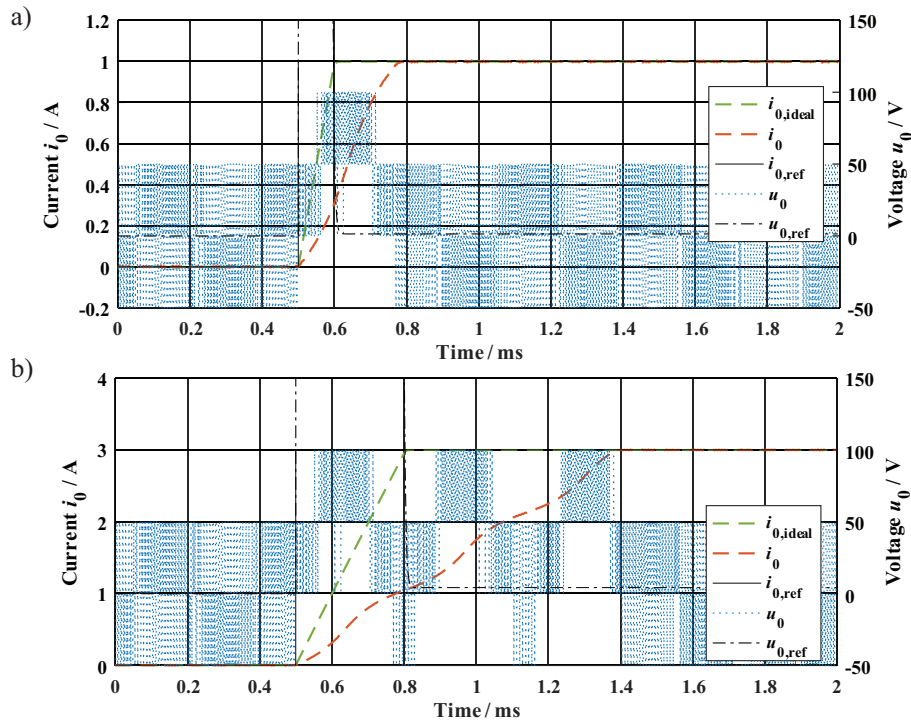 a)
1.2
1
0.8
0.6
0.4
0.2
0
-0.2
Current i0 / A
150
100
50
0
-50
Voltage u0 / V
i0,ideal
i0
i0,ref
u0
u0,ref
0 0.2 0.4 0.6 0.8 1 1.2 1.4 1.6 1.8 2
Time / ms
b)
4
3
2
1
0
Current i0 / A
150
100
50
0
-50
Voltage u0 / V
i0,ideal
i0
i0,ref
u0
u0,ref
0 0.2 0.4 0.6 0.8 1 1.2 1.4 1.6 1.8 2
Time / ms